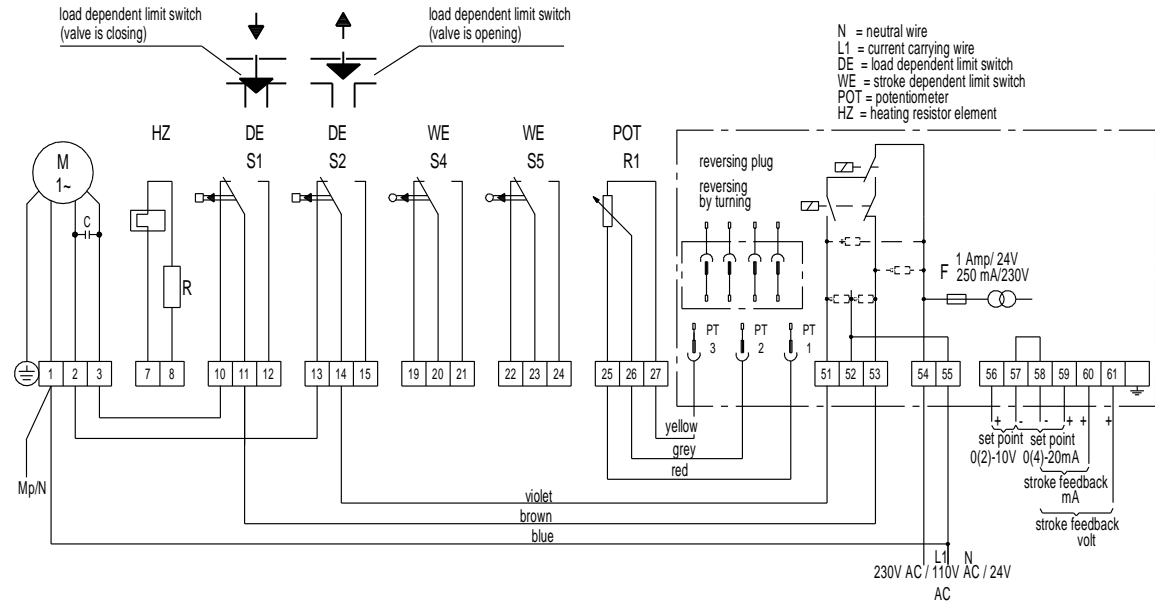 load dependent limit switch
(valve is closing)
load dependent limit switch
(valve is opening)
N = neutral wire
L1 = current carrying wire
DE = load dependent limit switch
WE = stroke dependent limit switch
POT = potentiometer
HZ = heating resistor element
HZ DE DE WE WE POT
S1 S2 S4 S5 R1
M
1~
C
R
reversing plug
reversing
by turning
F
1 Amp/ 24V
250 mA/230V
PT PT PT
3 2 1
1 2 3 7 8 10 11 12 13 14 15 19 20 21 22 23 24 25 26 27 51 52 53 54 55 56 57 58 59 60 61
+ - - + + +
yellow
grey
red
set point set point
0(2)-10V 0(4)-20mA
stroke feedback
mA
stroke feedback
volt
Mp/N
violet
brown
blue
L1 N
230V AC / 110V AC / 24V
AC